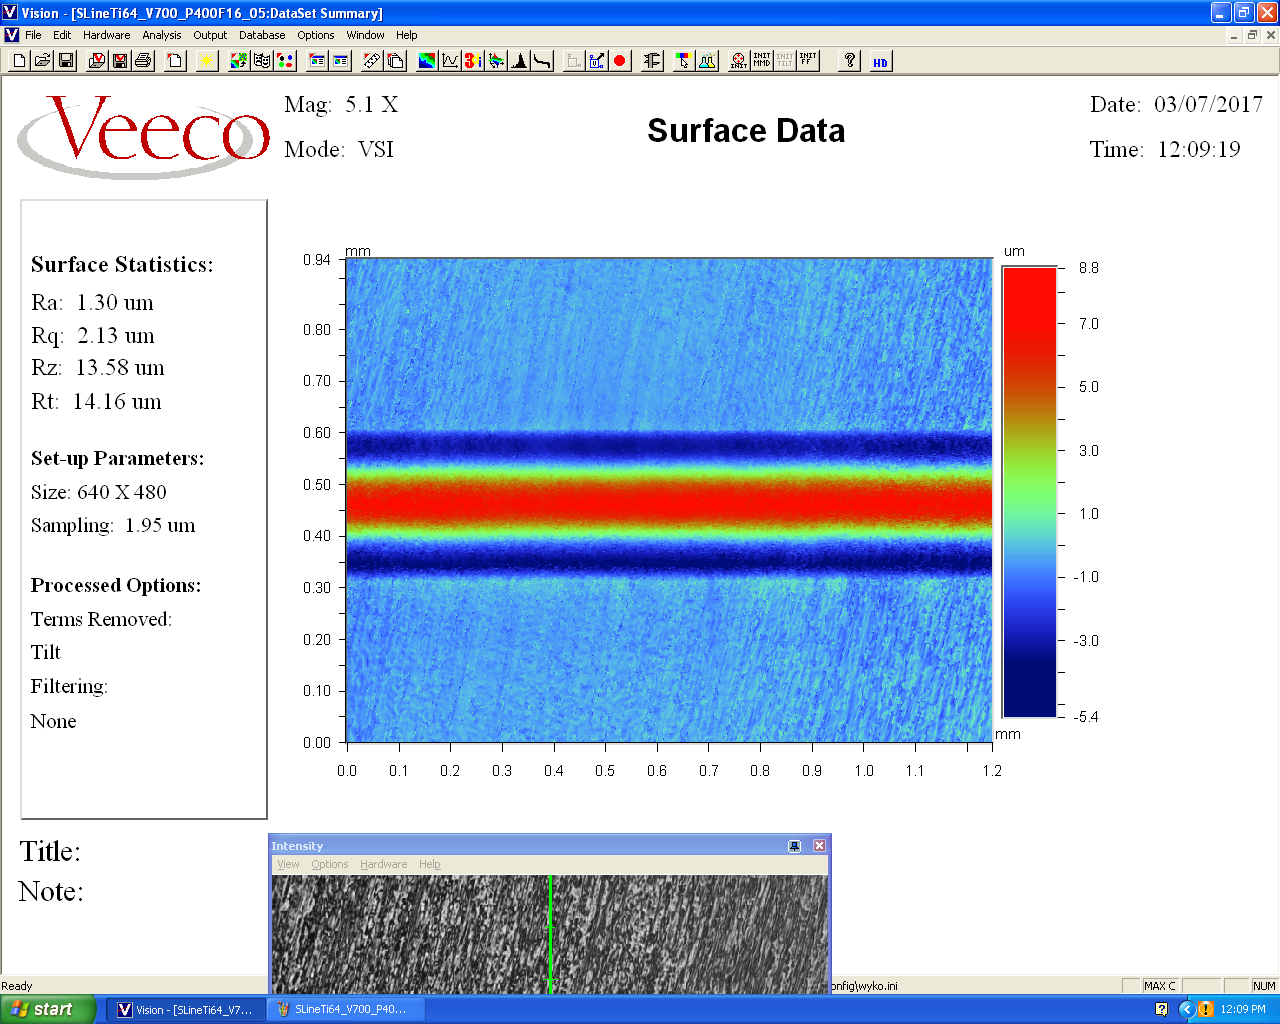 Vision - [SLineTi64_V700_P400F16_05:DataSet Summary]
File Edit Hardware Analysis Output Database Options Window Help
INIT INIT MMD INIT TILT INIT FF ? HD
Veeco
Mag: 5.1 X
Mode: VSI
Surface Data
Date: 03/07/2017
Time: 12:09:19
Surface Statistics:
Ra: 1.30 um
Rq: 2.13 um
Rz: 13.58 um
Rt: 14.16 um
Set-up Parameters:
Size: 640 X 480
Sampling: 1.95 um
Processed Options:
Terms Removed:
Tilt
Filtering:
None
mm
0.94
0.80
0.70
0.60
0.50
0.40
0.30
0.20
0.10
0.00
0.0 0.1 0.2 0.3 0.4 0.5 0.6 0.7 0.8 0.9 1.0 1.1 1.2
mm
um
8.8
7.0
5.0
3.0
1.0
-1.0
-3.0
-5.4
Title:
Note:
Intensity
View Options Hardware Help
Ready
onfig\wyko.ini
MAX C
NUM
start
Vision - [SLineTi64_V7...
SLineTi64_V700_P40...
12:09 PM